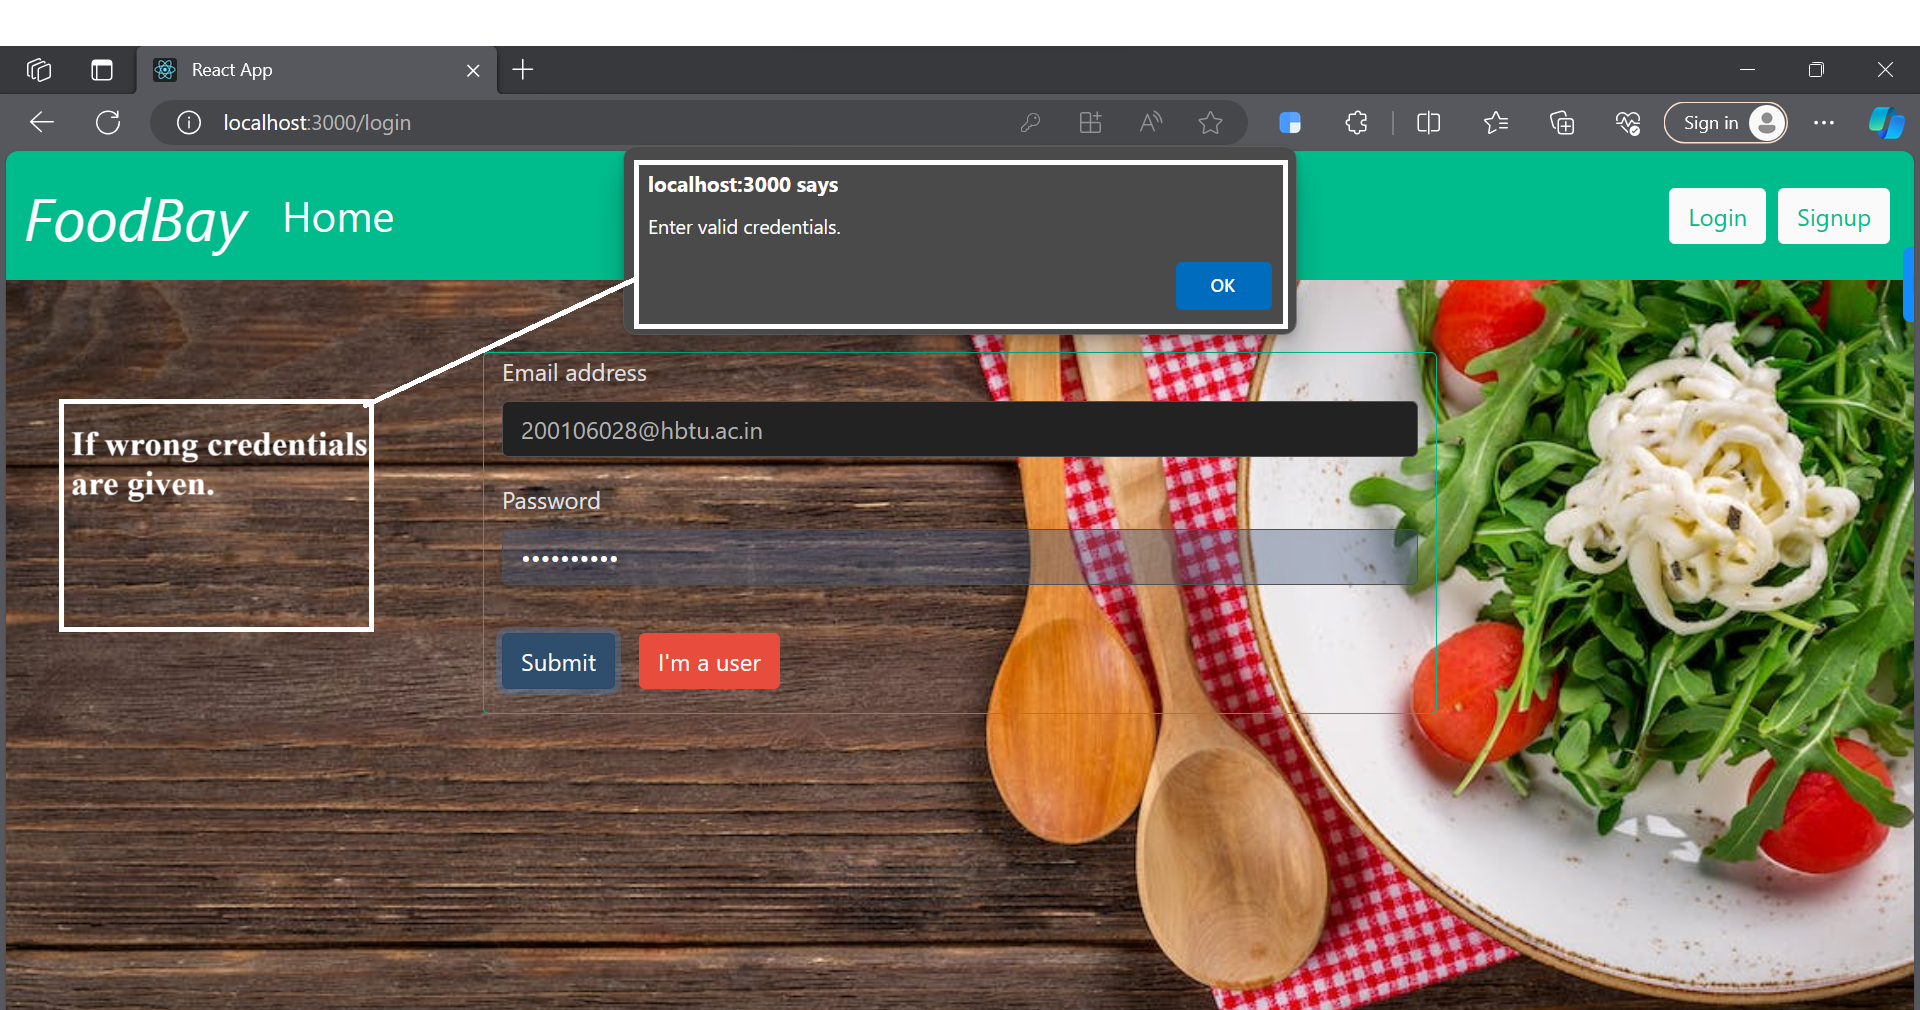 React App
localhost:3000/login
Sign in
FoodBay
Home
localhost:3000 says
Enter valid credentials.
OK
Login
Signup
If wrong credentials
are given.
Email address
200106028@hbtu.ac.in
Password
••••••••••
Submit
I'm a user